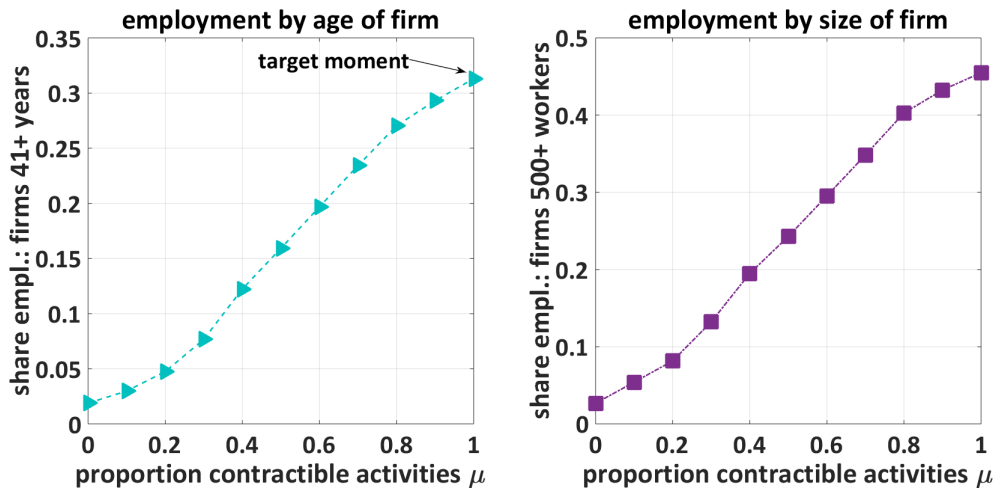 employment by age of firm
share empl.: firms 41+ years
0.35
0.3
0.25
0.2
0.15
0.1
0.05
0
target moment
0 0.2 0.4 0.6 0.8 1
proportion contractible activities μ
employment by size of firm
share empl.: firms 500+ workers
0.5
0.4
0.3
0.2
0.1
0
0 0.2 0.4 0.6 0.8 1
proportion contractible activities μ